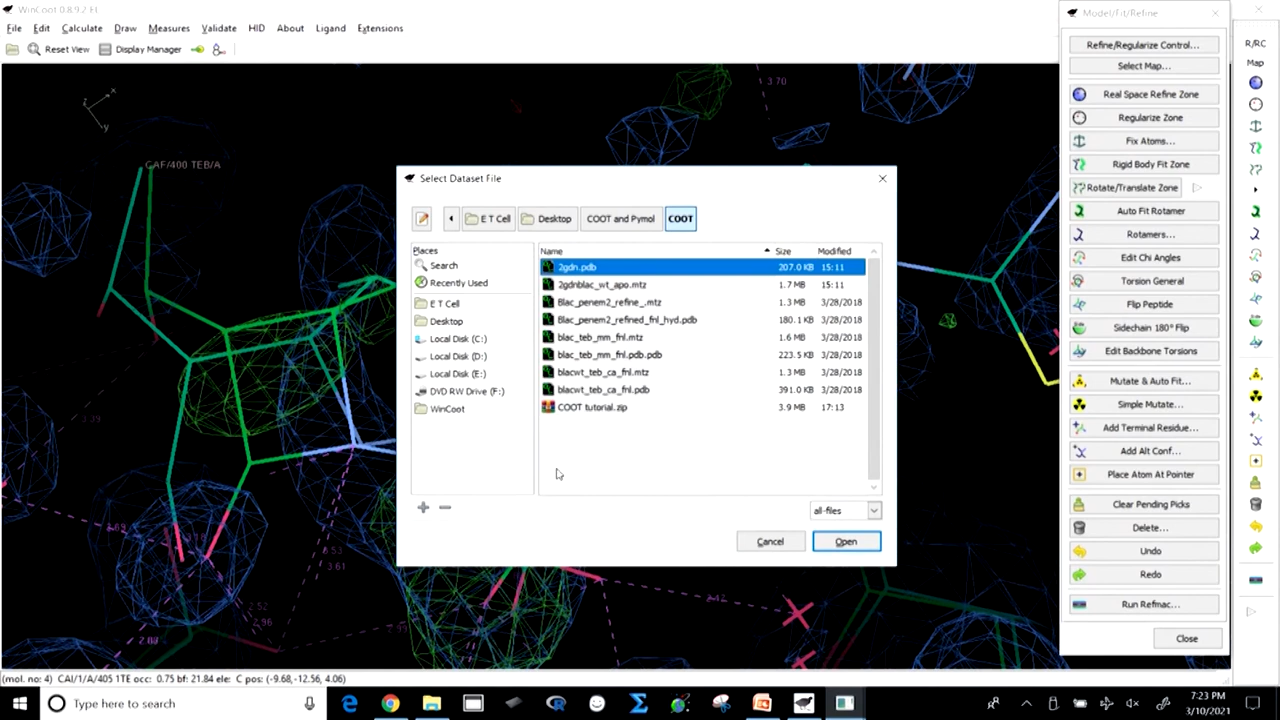 WinCoot 0.8.9.2 EL
File Edit Calculate Draw Measures Validate HID About Ligand Extensions
Reset View Display Manager
3.70
z x
y
CAF/400 TEB/A
3.61
2.52
2.96
Select Dataset File
E T Cell Desktop COOT and Pymol COOT
Places
Search
Recently Used
E T Cell
Desktop
Local Disk (C:)
Local Disk (D:)
Local Disk (E:)
DVD RW Drive (F:)
WinCoot
Name Size Modified
2gdn.pdb 207.0 KB 15:11
2gdnblac_wt_apo.mtz 1.7 MB 15:11
Blac_penem2_refine_.mtz 1.3 MB 3/28/2018
Blac_penem2_refined_fnl_hyd.pdb 180.1 KB 3/28/2018
blac_teb_mm_fnl.mtz 1.6 MB 3/28/2018
blac_teb_mm_fnl.pdb.pdb 223.5 KB 3/28/2018
blacwt_teb_ca_fnl.mtz 1.3 MB 3/28/2018
blacwt_teb_ca_fnl.pdb 391.0 KB 3/28/2018
COOT tutorial.zip 3.9 MB 17:13
all-files
Cancel Open
Model/Fit/Refine
Refine/Regularize Control...
Select Map...
Real Space Refine Zone
Regularize Zone
Fix Atoms...
Rigid Body Fit Zone
Rotate/Translate Zone
Auto Fit Rotamer
Rotamers...
Edit Chi Angles
Torsion General
Flip Peptide
Sidechain 180° Flip
Edit Backbone Torsions
Mutate & Auto Fit...
Simple Mutate...
Add Terminal Residue...
Add Alt Conf...
Place Atom At Pointer
Clear Pending Picks
Delete...
Undo
Redo
Run Refmac...
Close
R/RC
Map
(mol. no: 4) CAI/1/A/405 1TE occ: 0.75 bf: 21.84 ele: C pos: (-9.68,-12.56, 4.06)
Type here to search
7:23 PM
3/10/2021